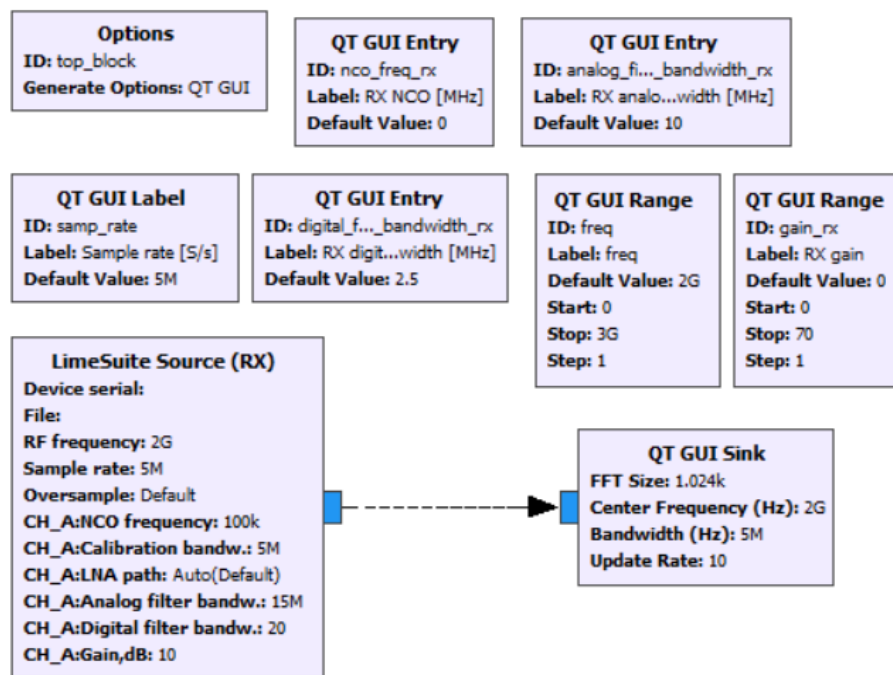 Options
ID: top_block
Generate Options: QT GUI
QT GUI Entry
ID: nco_freq_rx
Label: RX NCO [MHz]
Default Value: 0
QT GUI Entry
ID: analog_fi..._bandwidth_rx
Label: RX analo...width [MHz]
Default Value: 10
QT GUI Label
ID: samp_rate
Label: Sample rate [S/s]
Default Value: 5M
QT GUI Entry
ID: digital_f..._bandwidth_rx
Label: RX digit...width [MHz]
Default Value: 2.5
QT GUI Range
ID: freq
Label: freq
Default Value: 2G
Start: 0
Stop: 3G
Step: 1
QT GUI Range
ID: gain_rx
Label: RX gain
Default Value: 0
Start: 0
Stop: 70
Step: 1
LimeSuite Source (RX)
Device serial:
File:
RF frequency: 2G
Sample rate: 5M
Oversample: Default
CH_A:NCO frequency: 100k
CH_A:Calibration bandw.: 5M
CH_A:LNA path: Auto(Default)
CH_A:Analog filter bandw.: 15M
CH_A:Digital filter bandw.: 20
CH_A:Gain,dB: 10
QT GUI Sink
FFT Size: 1.024k
Center Frequency (Hz): 2G
Bandwidth (Hz): 5M
Update Rate: 10